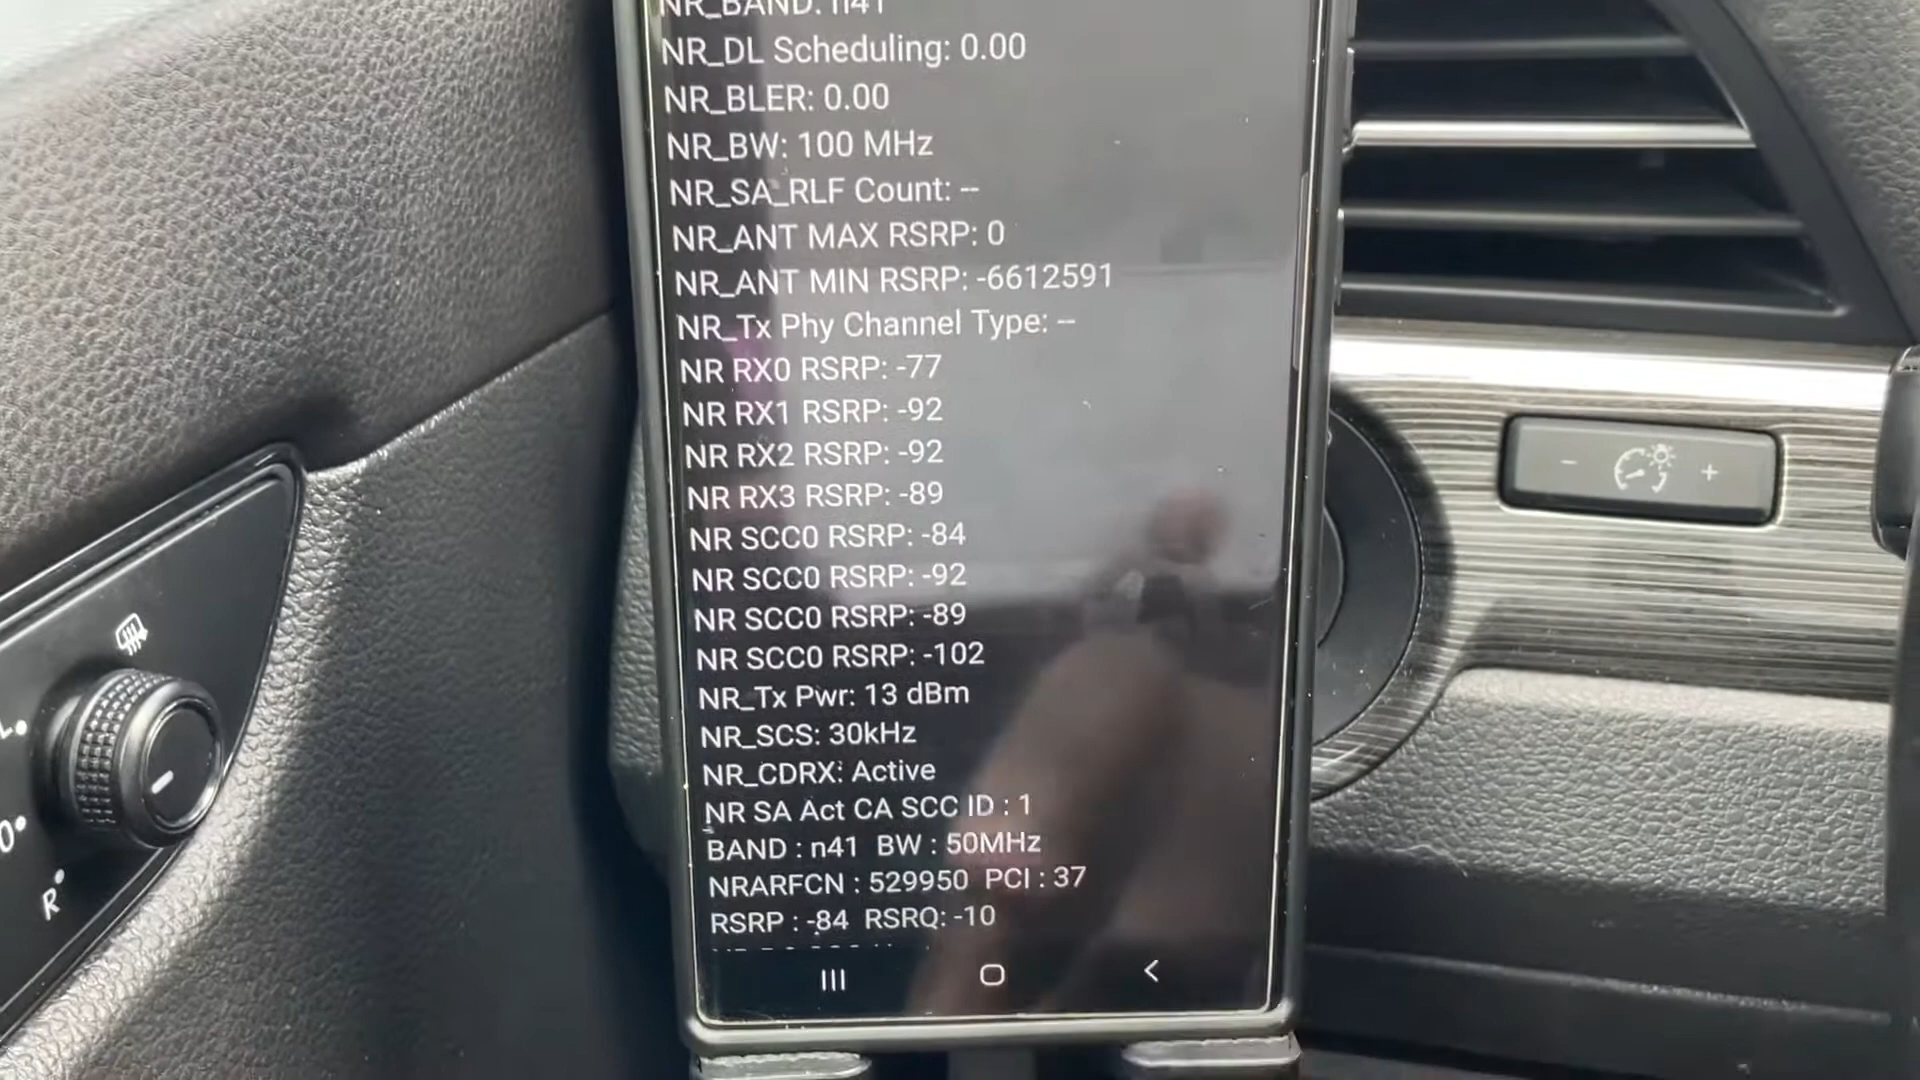 NR_BAND: n41
NR_DL Scheduling: 0.00
NR_BLER: 0.00
NR_BW: 100 MHz
NR_SA_RLF Count: --
NR_ANT MAX RSRP: 0
NR_ANT MIN RSRP: -6612591
NR_Tx Phy Channel Type: --
NR RX0 RSRP: -77
NR RX1 RSRP: -92
NR RX2 RSRP: -92
NR RX3 RSRP: -89
NR SCC0 RSRP: -84
NR SCC0 RSRP: -92
NR SCC0 RSRP: -89
NR SCC0 RSRP: -102
NR_Tx Pwr: 13 dBm
NR_SCS: 30kHz
NR_CDRX: Active
NR SA Act CA SCC ID : 1
BAND : n41 BW : 50MHz
NRARFCN : 529950 PCI : 37
RSRP : -84 RSRQ: -10
L
0
R
- +